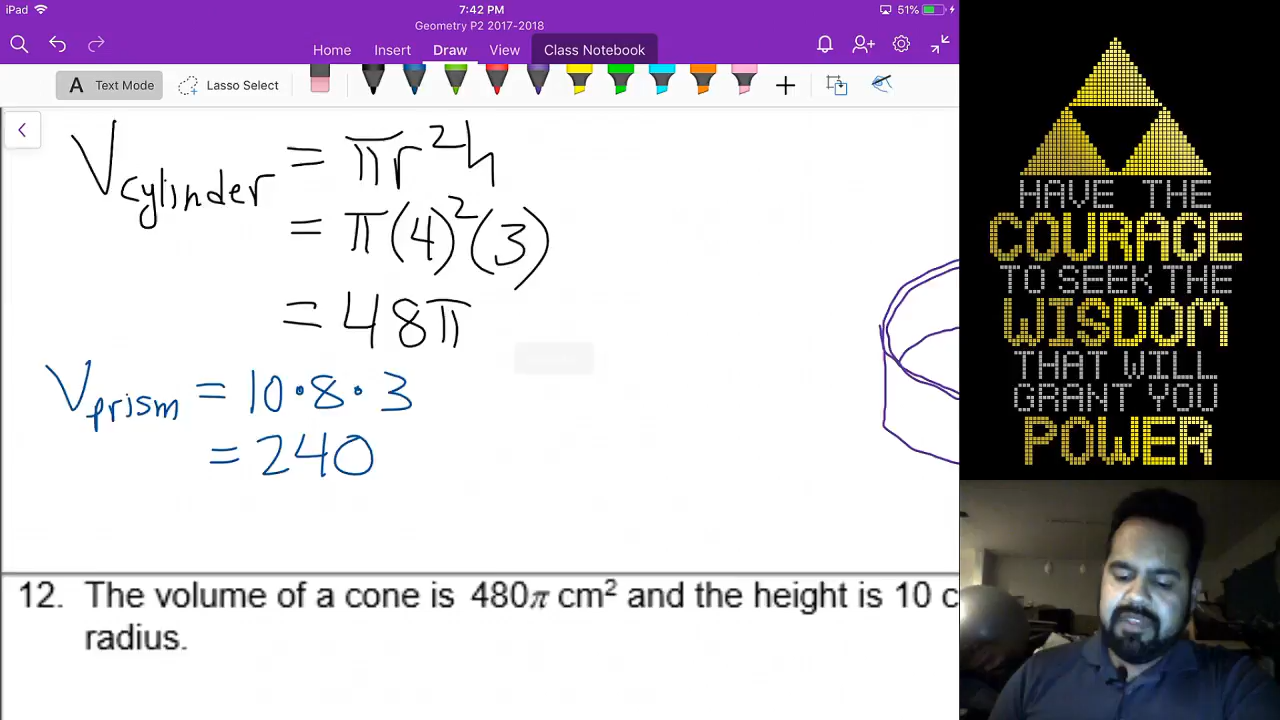 iPad
7:42 PM
51%
Geometry P2 2017-2018
Home Insert Draw View Class Notebook
A Text Mode Lasso Select
Vcylinder = πr²h
= π(4)²(3)
= 48π
Vprism = 10•8•3
= 240
12. The volume of a cone is 480π cm² and the height is 10 c
radius.
HAVE THE
COURAGE
TO SEEK THE
WISDOM
THAT WILL
GRANT YOU
POWER